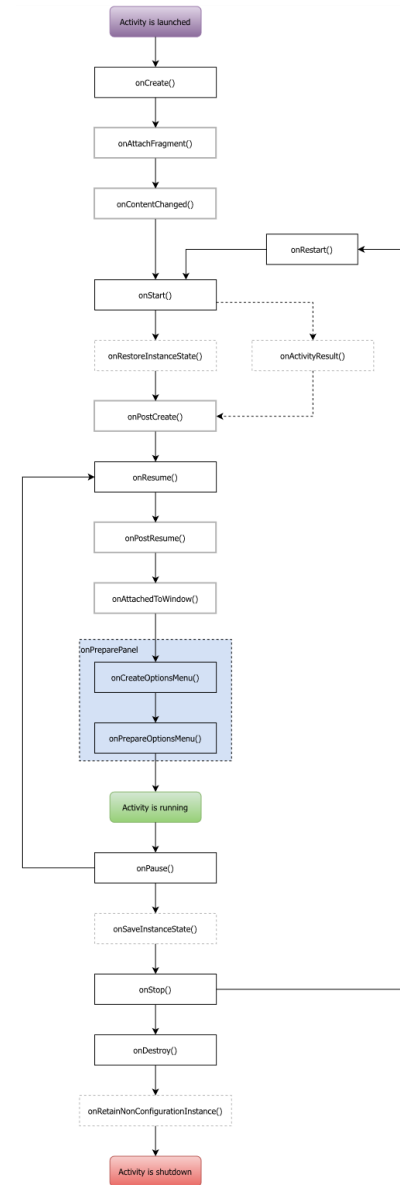 Activity is launched
onCreate()
onAttachFragment()
onContentChanged()
onRestart()
onStart()
onRestoreInstanceState()
onActivityResult()
onPostCreate()
onResume()
onPostResume()
onAttachedToWindow()
onPreparePanel
onCreateOptionsMenu()
onPrepareOptionsMenu()
Activity is running
onPause()
onSaveInstanceState()
onStop()
onDestroy()
onRetainNonConfigurationInstance()
Activity is shutdown